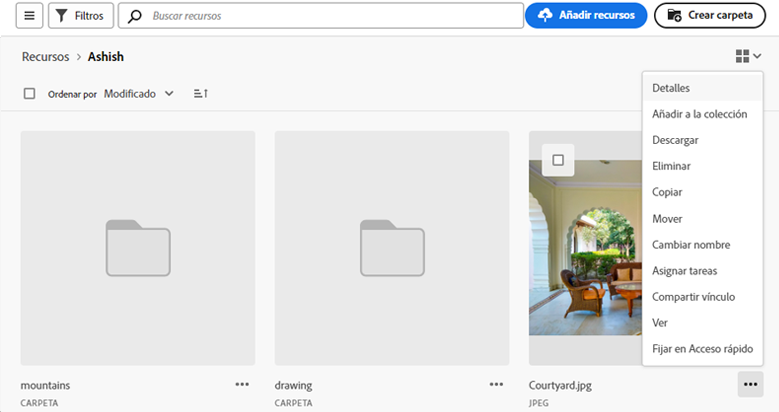 Filtros
Buscar recursos
Añadir recursos
Crear carpeta
Recursos > Ashish
Ordenar por Modificado
Detalles
Añadir a la colección
Descargar
Eliminar
Copiar
Mover
Cambiar nombre
Asignar tareas
Compartir vínculo
Ver
Fijar en Acceso rápido
mountains
CARPETA
drawing
CARPETA
Courtyard.jpg
JPEG